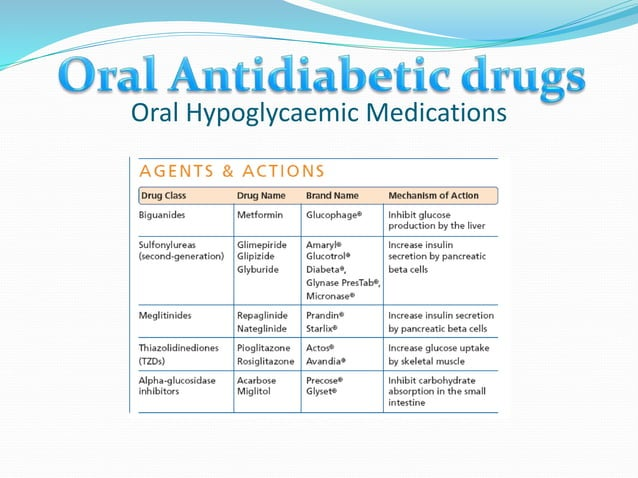 Oral Antidiabetic drugs
Oral Hypoglycaemic Medications
AGENTS & ACTIONS
Drug Class Drug Name Brand Name Mechanism of Action
Biguanides Metformin Glucophage® Inhibit glucose
production by the liver
Sulfonylureas Glimepiride Amaryl® Increase insulin
(second-generation) Glipizide Glucotrol® secretion by pancreatic
Glyburide Diabeta®, beta cells
Glynase PresTab®,
Micronase®
Meglitinides Repaglinide Prandin® Increase insulin secretion
Nateglinide Starlix® by pancreatic beta cells
Thiazolidinediones Pioglitazone Actos® Increase glucose uptake
(TZDs) Rosiglitazone Avandia® by skeletal muscle
Alpha-glucosidase Acarbose Precose® Inhibit carbohydrate
inhibitors Miglitol Glyset® absorption in the small
intestine